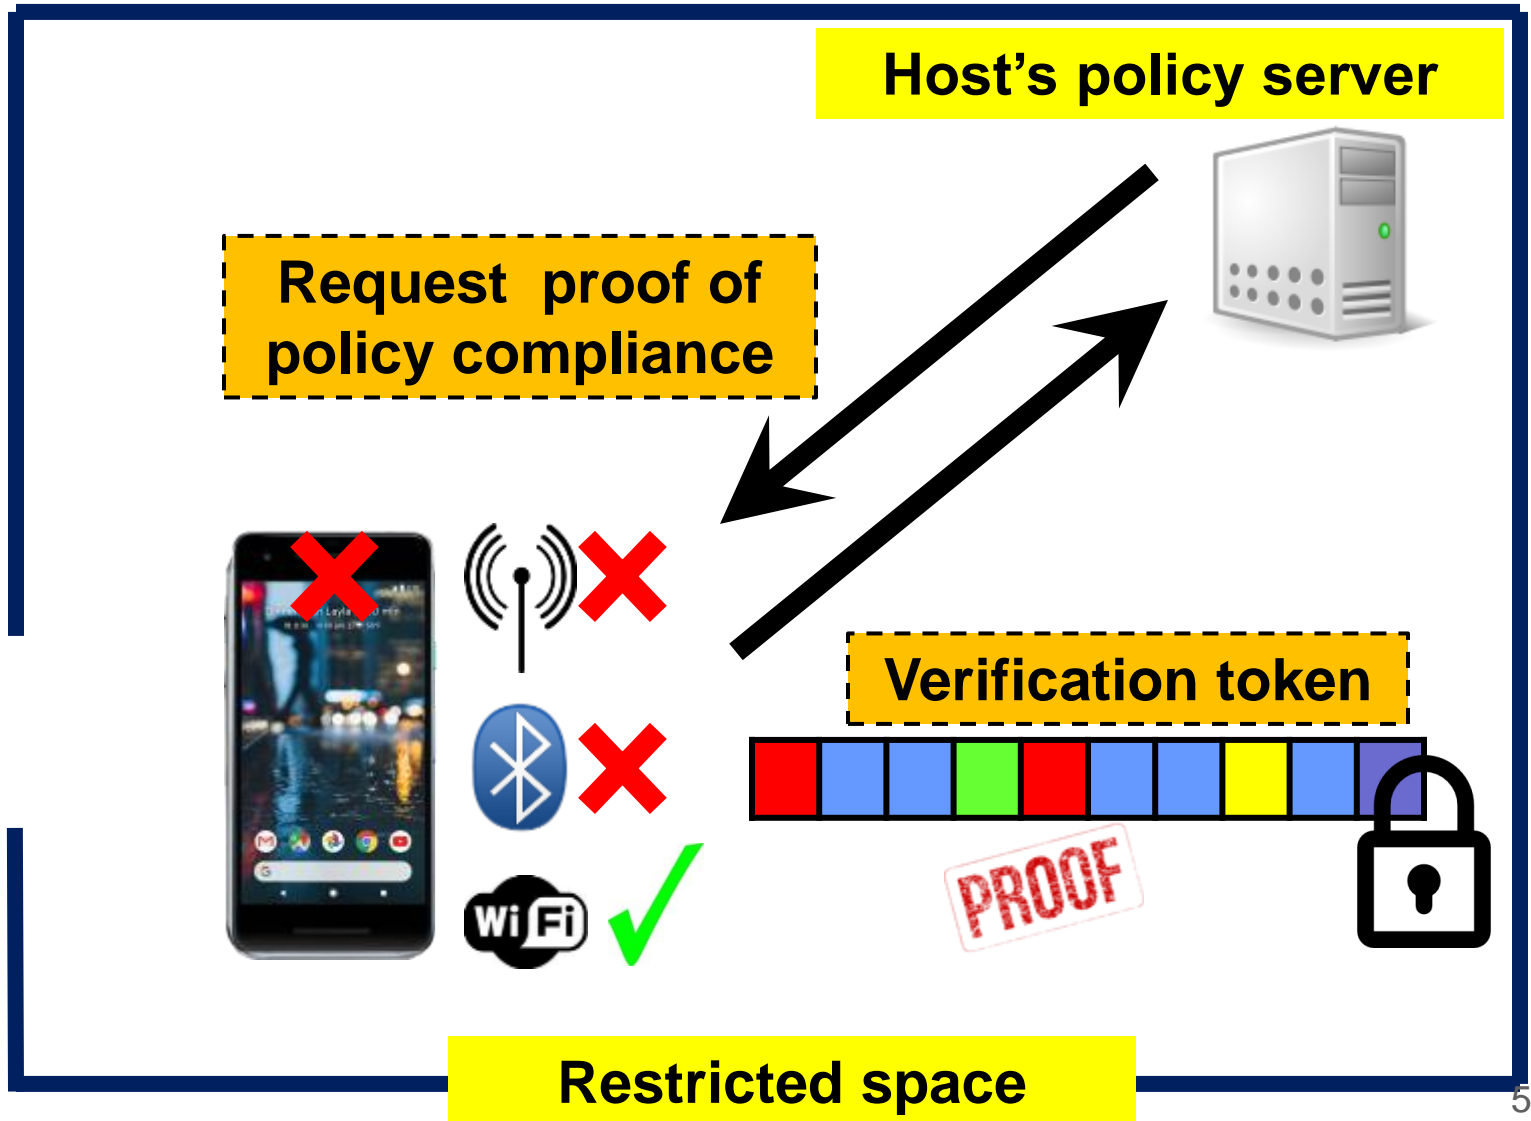 Host’s policy server
Request  proof of
policy compliance
Verification token
PROOF
Wi Fi
G
Restricted space
5